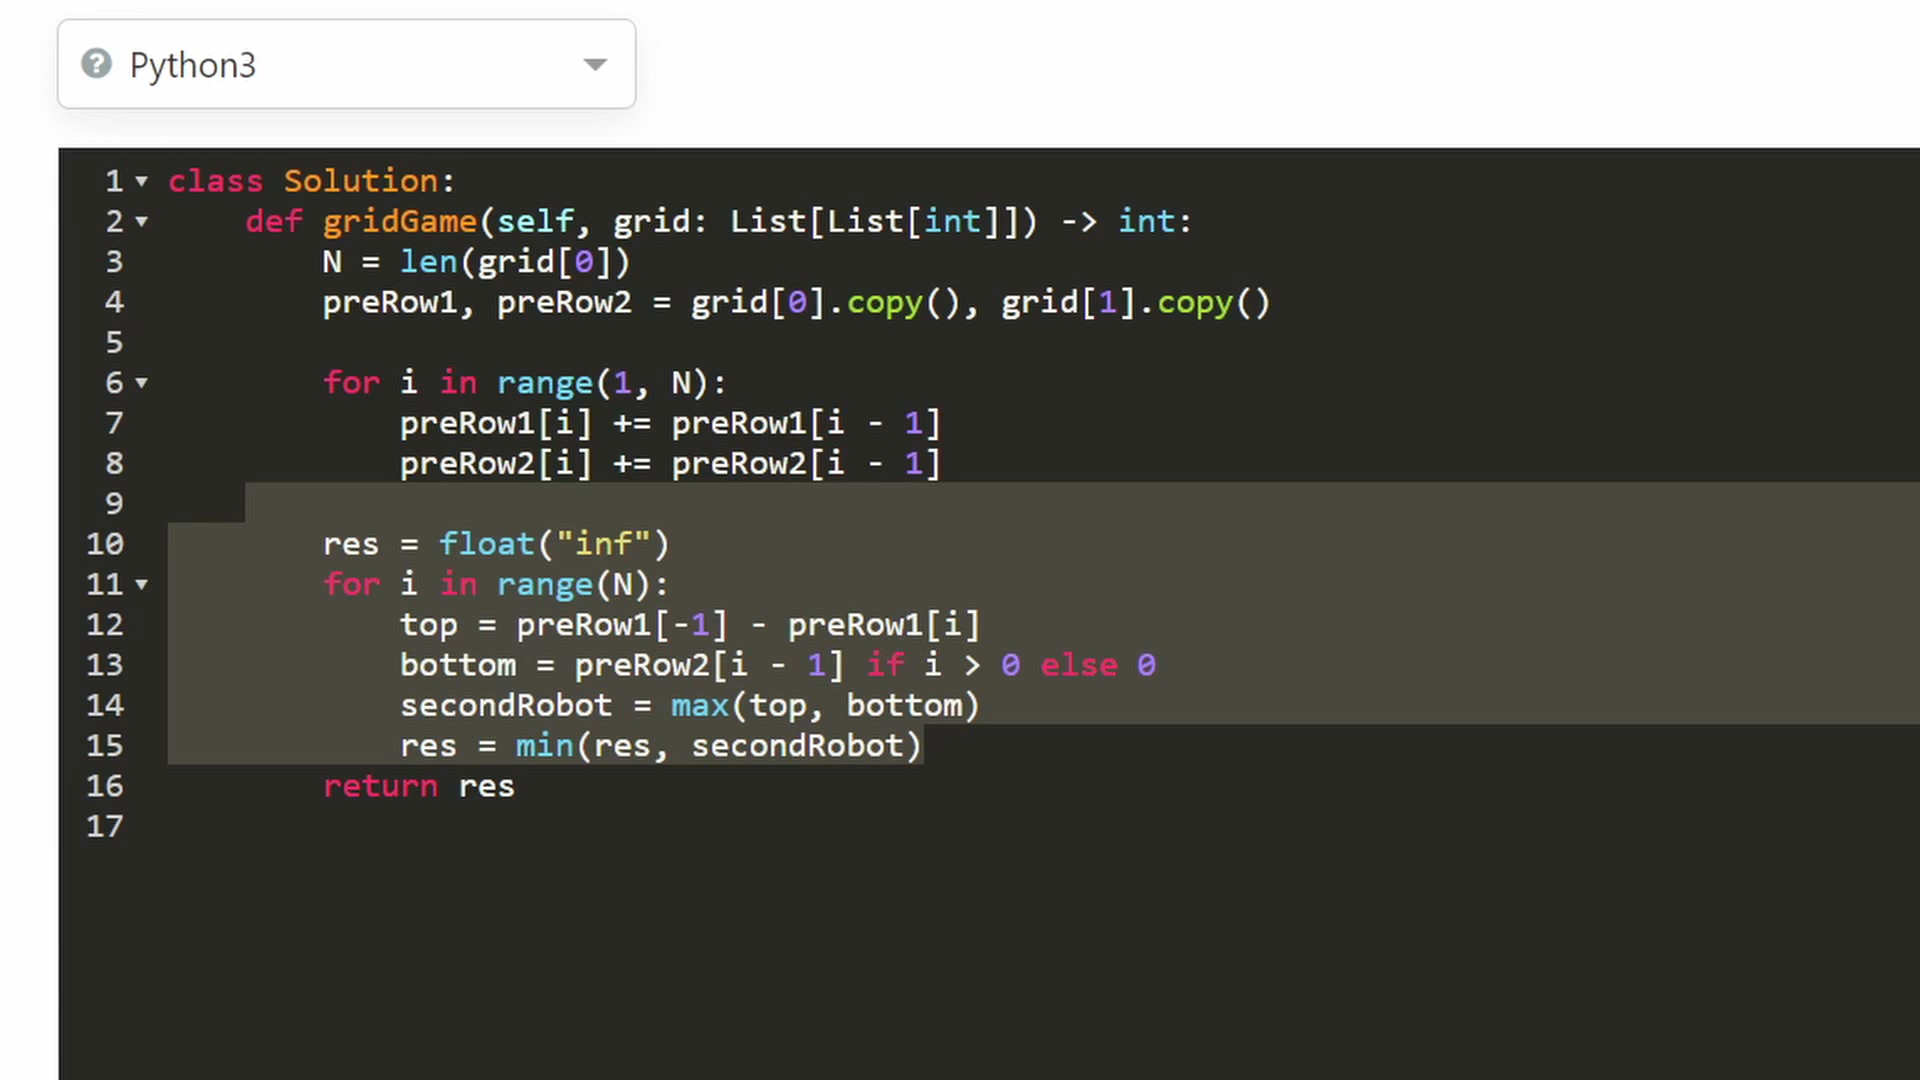 Python3
1 class Solution:
2     def gridGame(self, grid: List[List[int]]) -> int:
3         N = len(grid[0])
4         preRow1, preRow2 = grid[0].copy(), grid[1].copy()
5
6         for i in range(1, N):
7             preRow1[i] += preRow1[i - 1]
8             preRow2[i] += preRow2[i - 1]
9
10         res = float("inf")
11         for i in range(N):
12             top = preRow1[-1] - preRow1[i]
13             bottom = preRow2[i - 1] if i > 0 else 0
14             secondRobot = max(top, bottom)
15             res = min(res, secondRobot)
16         return res
17